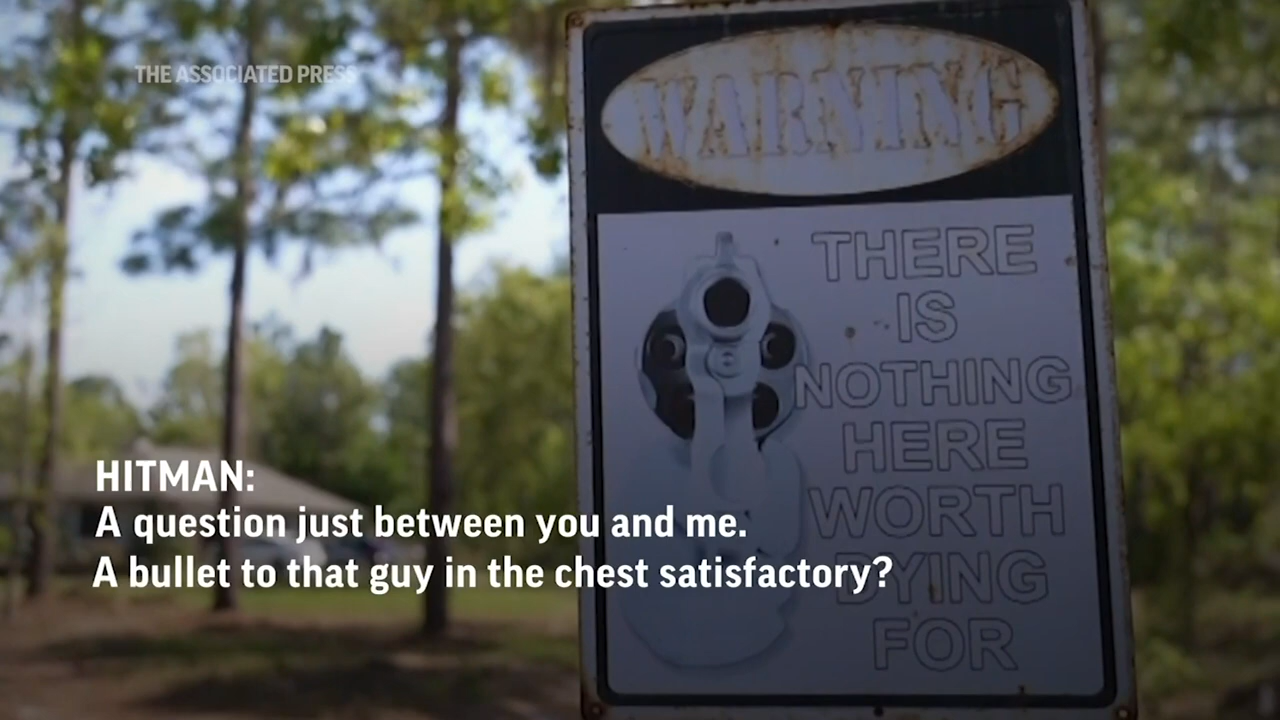 THE ASSOCIATED PRESS
WARNING
THERE
IS
NOTHING
HERE
WORTH
DYING
FOR
HITMAN:
A question just between you and me.
A bullet to that guy in the chest satisfactory?